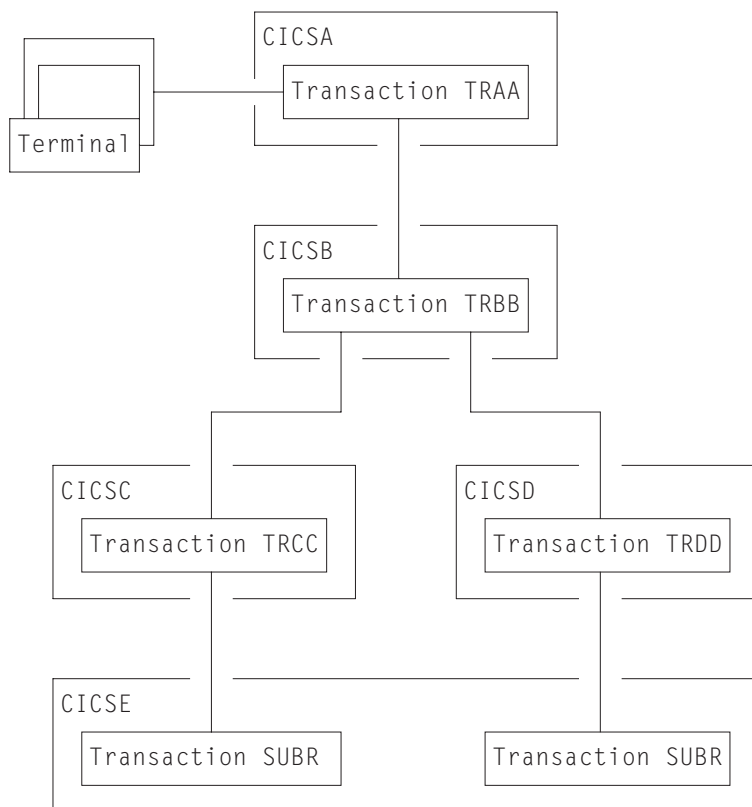 CICSA
Transaction TRAA
Terminal
CICSB
Transaction TRBB
CICSC
CICSD
Transaction TRCC
Transaction TRDD
CICSE
Transaction SUBR
Transaction SUBR